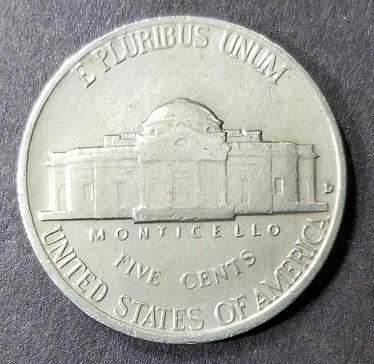 E PLURIBUS UNUM
D
MONTICELLO
FIVE CENTS
UNITED STATES OF AMERICA